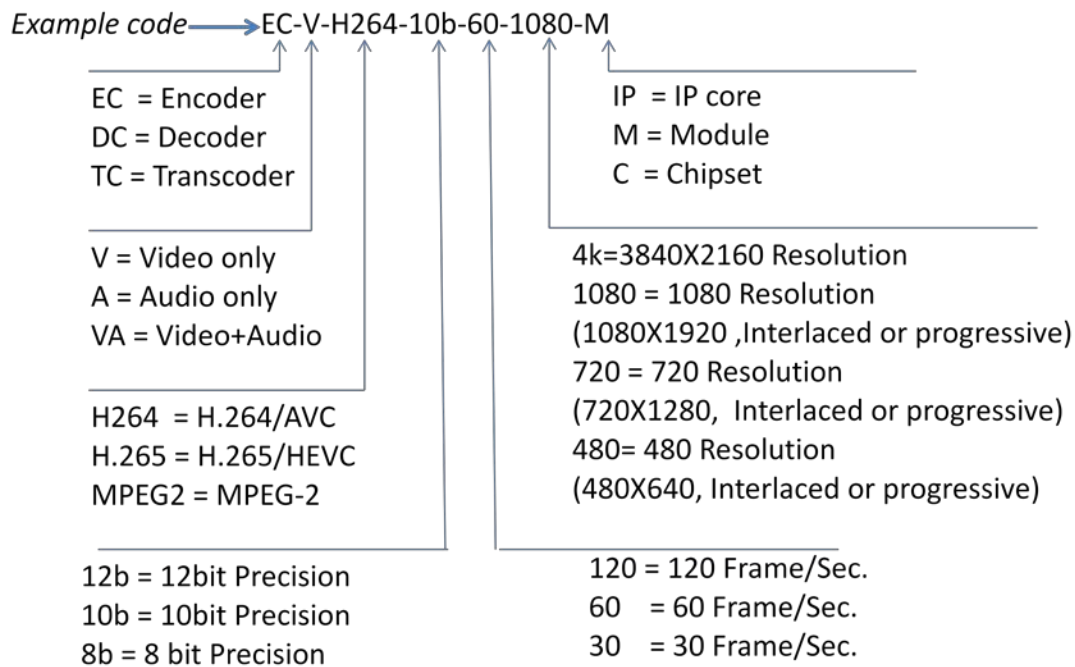 Example code EC-V-H264-10b-60-1080-M
EC = Encoder
DC = Decoder
TC = Transcoder
IP = IP core
M = Module
C = Chipset
V = Video only
A = Audio only
VA = Video+Audio
4k=3840X2160 Resolution
1080 = 1080 Resolution
(1080X1920 ,Interlaced or progressive)
720 = 720 Resolution
(720X1280, Interlaced or progressive)
480= 480 Resolution
(480X640, Interlaced or progressive)
H264 = H.264/AVC
H.265 = H.265/HEVC
MPEG2 = MPEG-2
12b = 12bit Precision
10b = 10bit Precision
8b = 8 bit Precision
120 = 120 Frame/Sec.
60 = 60 Frame/Sec.
30 = 30 Frame/Sec.